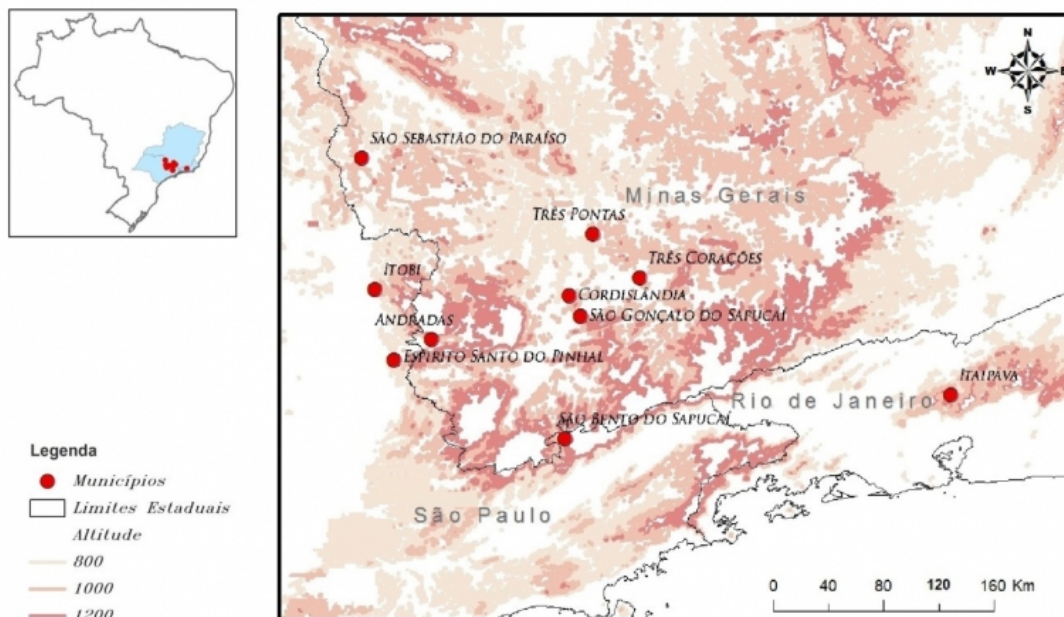 N
W
E
S
SÃO SEBASTIÃO DO PARAÍSO
Minas Gerais
TRÊS PONTAS
TRÊS CORAÇÕES
ITOBI
CORDISLÂNDIA
SÃO GONÇALO DO SAPUCAÍ
ANDRADAS
ESPIRITO SANTO DO PINHAL
ITAIPAVA
Rio de Janeiro
SÃO BENTO DO SAPUCAÍ
São Paulo
Legenda
Municípios
Limites Estaduais
Altitude
800
1000
1200
0 40 80 120 160 Km